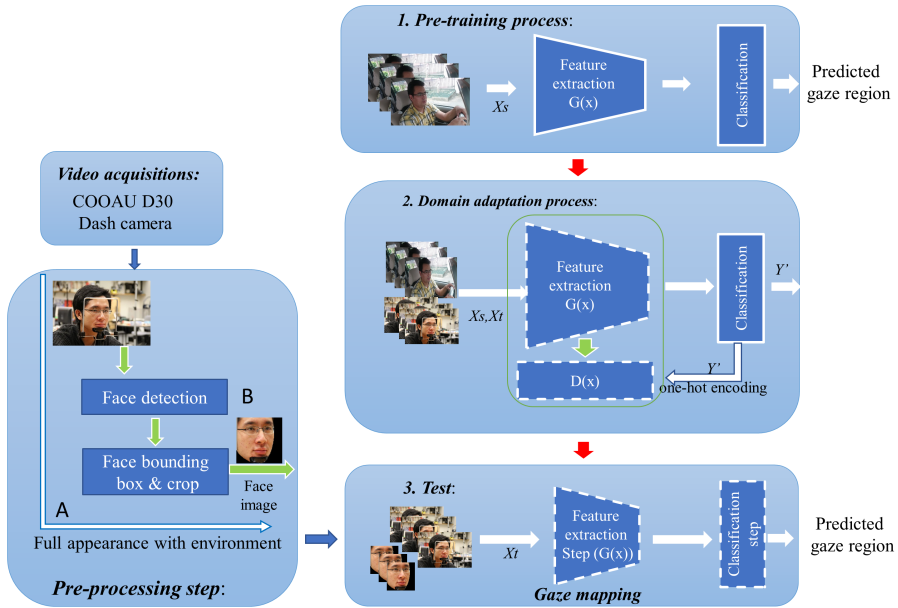 Video acquisitions:
COOAU D30
Dash camera
Face detection
B
Face bounding
box & crop
Face
image
A
Full appearance with environment
Pre-processing step:
1. Pre-training process:
Xs
Feature
extraction
G(x)
Classification
Predicted
gaze region
2. Domain adaptation process:
Xs,Xt
Feature
extraction
G(x)
D(x)
Classification
Y'
Y'
one-hot encoding
3. Test:
Xt
Feature
extraction
Step (G(x))
Classification
step
Predicted
gaze region
Gaze mapping